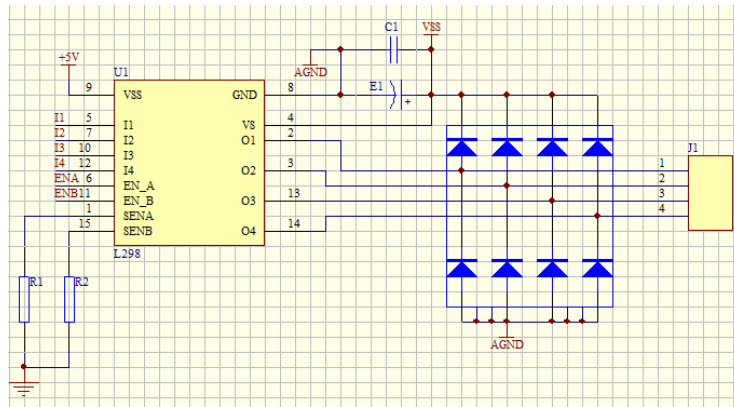 C1
VSS
+5V
AGND
U1
E1
+
9 VSS GND 8
I1 5 I1 VS 4
I2 7 I2 O1 2
I3 10 I3
I4 12 I4 O2 3
ENA 6 EN_A
ENB 11 EN_B O3 13
1 SENA
15 SENB O4 14
L298
J1
1
2
3
4
R1
R2
AGND